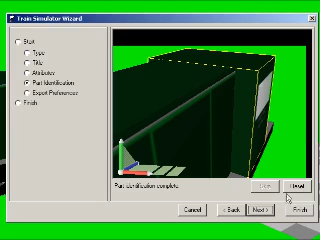 Train Simulator Wizard
Start
Type
Title
Attributes
Part Identification
Export Preferences
Finish
Part identification complete
Reset
Cancel
< Back
Next >
Finish